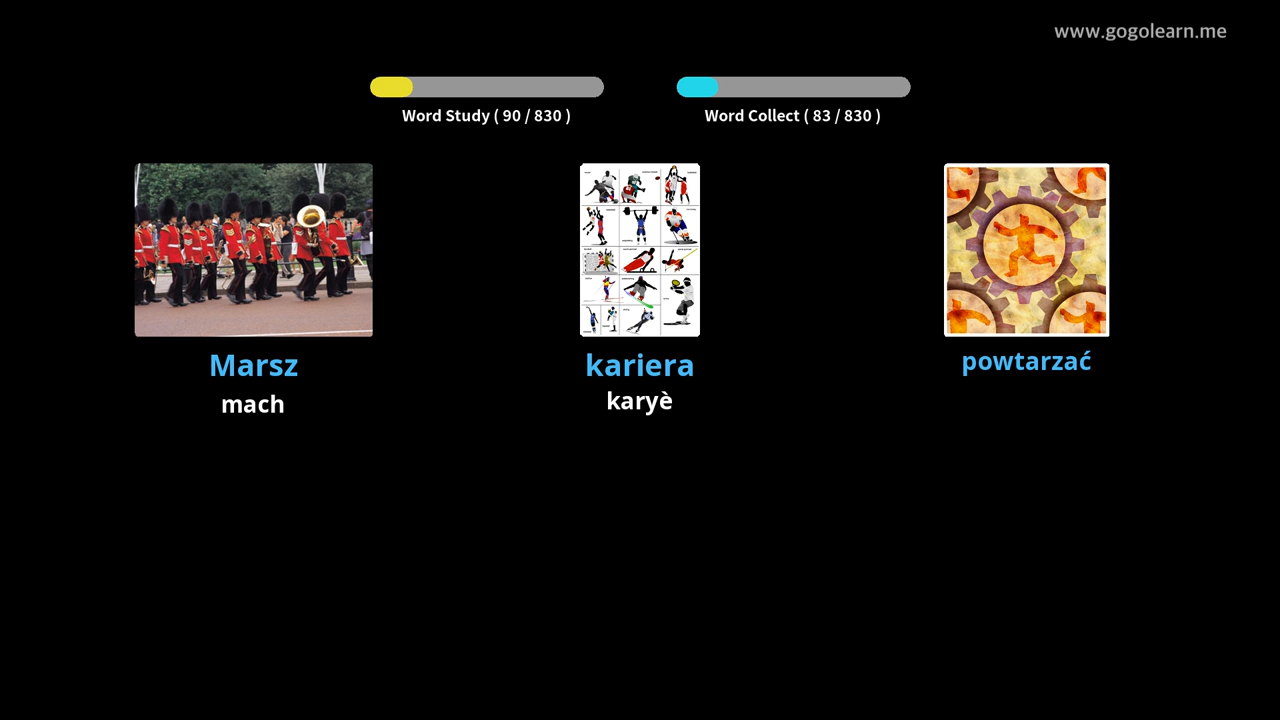 www.gogolearn.me
Word Study ( 90 / 830 )
Word Collect ( 83 / 830 )
Marsz
kariera
powtarzać
mach
karyè